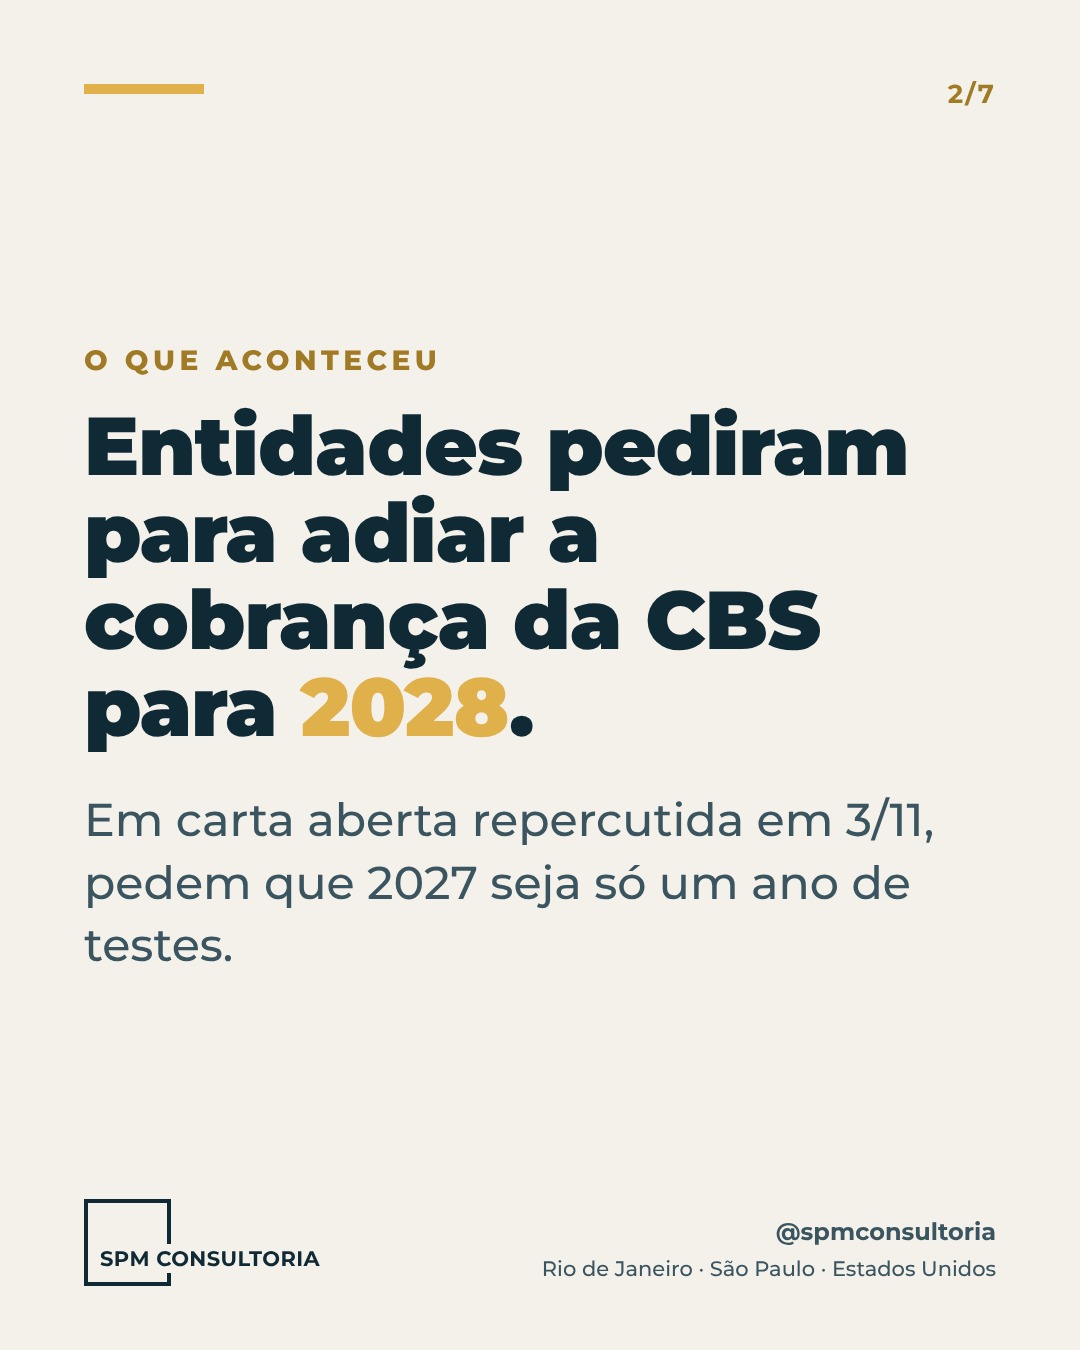 2/7
O QUE ACONTECEU
Entidades pediram
para adiar a
cobrança da CBS
para 2028.
Em carta aberta repercutida em 3/11,
pedem que 2027 seja só um ano de
testes.
SPM CONSULTORIA
@spmconsultoria
Rio de Janeiro · São Paulo · Estados Unidos